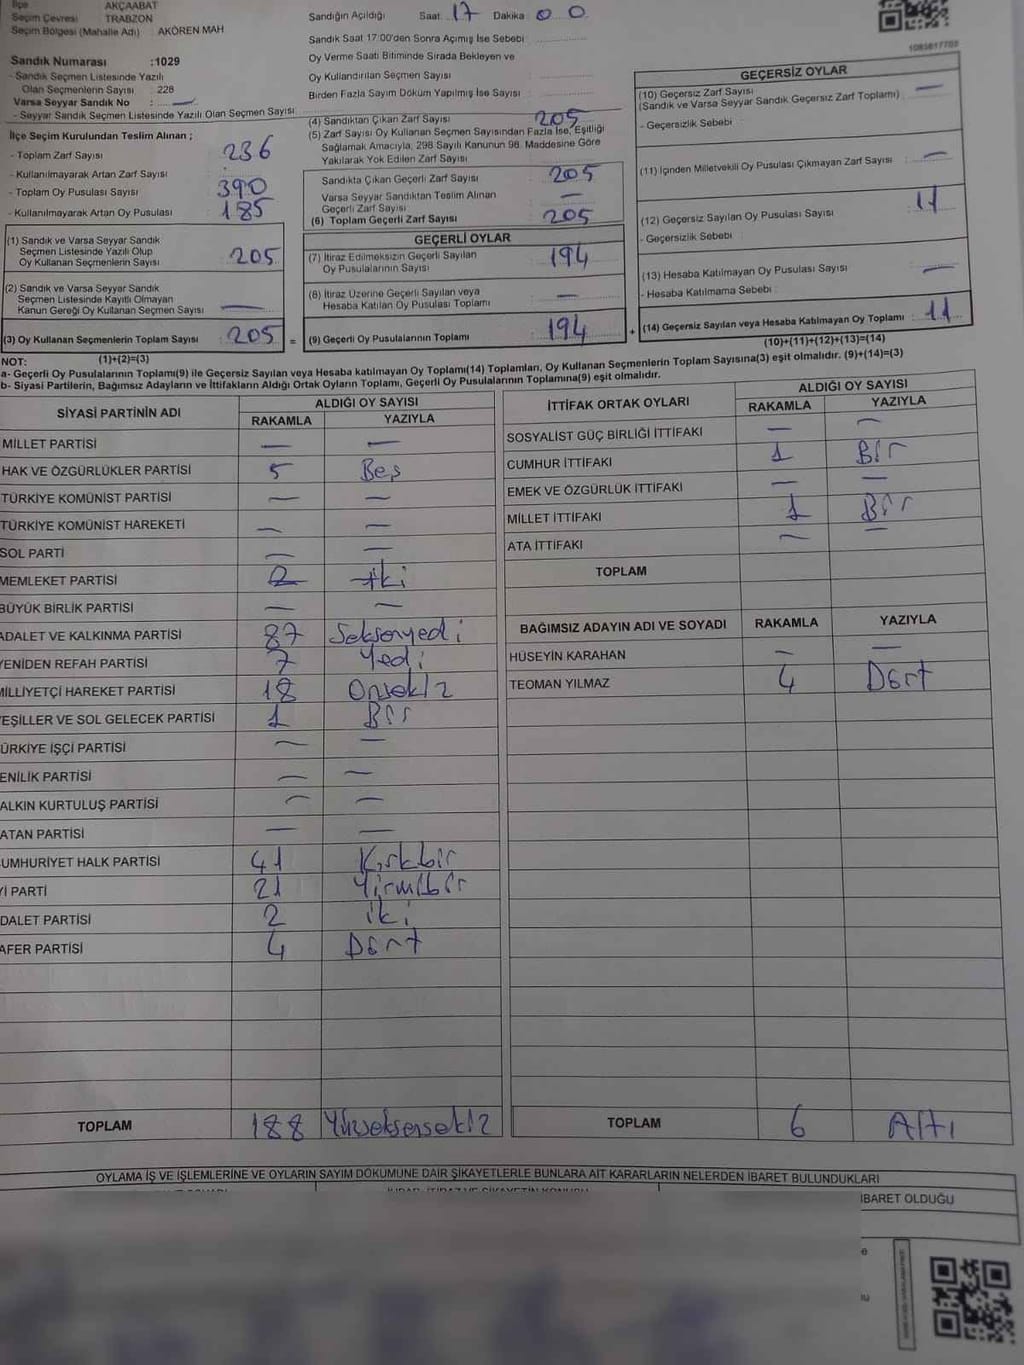 İlçe AKÇAABAT
Seçim Çevresi TRABZON
Seçim Bölgesi (Mahalle Adı) AKÖREN MAH
Sandık Numarası :1029
- Sandık Seçmen Listesinde Yazılı
Olan Seçmenlerin Sayısı : 228
Varsa Seyyar Sandık No : —
- Seyyar Sandık Seçmen Listesinde Yazılı Olan Seçmen Sayısı
İlçe Seçim Kurulundan Teslim Alınan ;
- Toplam Zarf Sayısı 236
- Kullanılmayarak Artan Zarf Sayısı
- Toplam Oy Pusulası Sayısı 390
- Kullanılmayarak Artan Oy Pusulası 185
(1) Sandık ve Varsa Seyyar Sandık
Seçmen Listesinde Yazılı Olup
Oy Kullanan Seçmenlerin Sayısı 205
(2) Sandık ve Varsa Seyyar Sandık
Seçmen Listesinde Kayıtlı Olmayan
Kanun Gereği Oy Kullanan Seçmen Sayısı —
(3) Oy Kullanan Seçmenlerin Toplam Sayısı : 205 =
Sandığın Açıldığı Saat 17 Dakika 00
Sandık Saat 17:00'den Sonra Açımış İse Sebebi
Oy Verme Saati Bitiminde Sırada Bekleyen ve
Oy Kullandırılan Seçmen Sayısı
Birden Fazla Sayım Döküm Yapılmış İse Sayısı
(4) Sandıktan Çıkan Zarf Sayısı 205
(5) Zarf Sayısı Oy Kullanan Seçmen Sayısından Fazla İse, Eşitliği
Sağlamak Amacıyla, 298 Sayılı Kanunun 98. Maddesine Göre
Yakılarak Yok Edilen Zarf Sayısı
Sandıkta Çıkan Geçerli Zarf Sayısı 205
Varsa Seyyar Sandıktan Teslim Alınan
Geçerli Zarf Sayısı —
(6) Toplam Geçerli Zarf Sayısı 205
GEÇERLİ OYLAR
(7) İtiraz Edilmeksizin Geçerli Sayılan
Oy Pusulalarının Sayısı 194
(8) İtiraz Üzerine Geçerli Sayılan veya
Hesaba Katılan Oy Pusulası Toplamı —
(9) Geçerli Oy Pusulalarının Toplamı : 194 +
1083617703
GEÇERSİZ OYLAR
(10) Geçersiz Zarf Sayısı
(Sandık ve Varsa Seyyar Sandık Geçersiz Zarf Toplamı) —
- Geçersizlik Sebebi
(11) İçinden Milletvekili Oy Pusulası Çıkmayan Zarf Sayısı —
(12) Geçersiz Sayılan Oy Pusulası Sayısı 11
- Geçersizlik Sebebi
(13) Hesaba Katılmayan Oy Pusulası Sayısı —
- Hesaba Katılmama Sebebi :
(14) Geçersiz Sayılan veya Hesaba Katılmayan Oy Toplamı : 11
NOT: (1)+(2)=(3) (10)+(11)+(12)+(13)=(14)
a- Geçerli Oy Pusulalarının Toplamı(9) ile Geçersiz Sayılan veya Hesaba katılmayan Oy Toplamı(14) Toplamları, Oy Kullanan Seçmenlerin Toplam Sayısına(3) eşit olmalıdır. (9)+(14)=(3)
b- Siyasi Partilerin, Bağımsız Adayların ve İttifakların Aldığı Ortak Oyların Toplamı, Geçerli Oy Pusulalarının Toplamına(9) eşit olmalıdır.
SİYASİ PARTİNİN ADI ALDIĞI OY SAYISI
RAKAMLA YAZIYLA
MİLLET PARTİSİ — —
HAK VE ÖZGÜRLÜKLER PARTİSİ 5 Beş
TÜRKİYE KOMÜNİST PARTİSİ — —
TÜRKİYE KOMÜNİST HAREKETİ — —
SOL PARTİ — —
MEMLEKET PARTİSİ 2 iki
BÜYÜK BİRLİK PARTİSİ — —
ADALET VE KALKINMA PARTİSİ 87 Seksenyedi
YENİDEN REFAH PARTİSİ 7 Yedi
MİLLİYETÇİ HAREKET PARTİSİ 18 Onsekiz
YEŞİLLER VE SOL GELECEK PARTİSİ 1 Bir
ÜRKİYE İŞÇİ PARTİSİ — —
ENİLİK PARTİSİ — —
ALKIN KURTULUŞ PARTİSİ — —
ATAN PARTİSİ — —
UMHURİYET HALK PARTİSİ 41 Kırkbir
Yİ PARTİ 21 Yirmibir
DALET PARTİSİ 2 iki
AFER PARTİSİ 4 Dört
TOPLAM 188 Yüzseksensekiz
İTTİFAK ORTAK OYLARI ALDIĞI OY SAYISI
RAKAMLA YAZIYLA
SOSYALİST GÜÇ BİRLİĞİ İTTİFAKI — —
CUMHUR İTTİFAKI 1 Bir
EMEK VE ÖZGÜRLÜK İTTİFAKI — —
MİLLET İTTİFAKI 1 Bir
ATA İTTİFAKI — —
TOPLAM
BAĞIMSIZ ADAYIN ADI VE SOYADI RAKAMLA YAZIYLA
HÜSEYİN KARAHAN — —
TEOMAN YILMAZ 4 Dört
TOPLAM 6 Altı
OYLAMA İŞ VE İŞLEMLERİNE VE OYLARIN SAYIM DÖKÜMÜNE DAİR ŞİKAYETLERLE BUNLARA AİT KARARLARIN NELERDEN İBARET BULUNDUKLARI
İBARET OLDUĞU